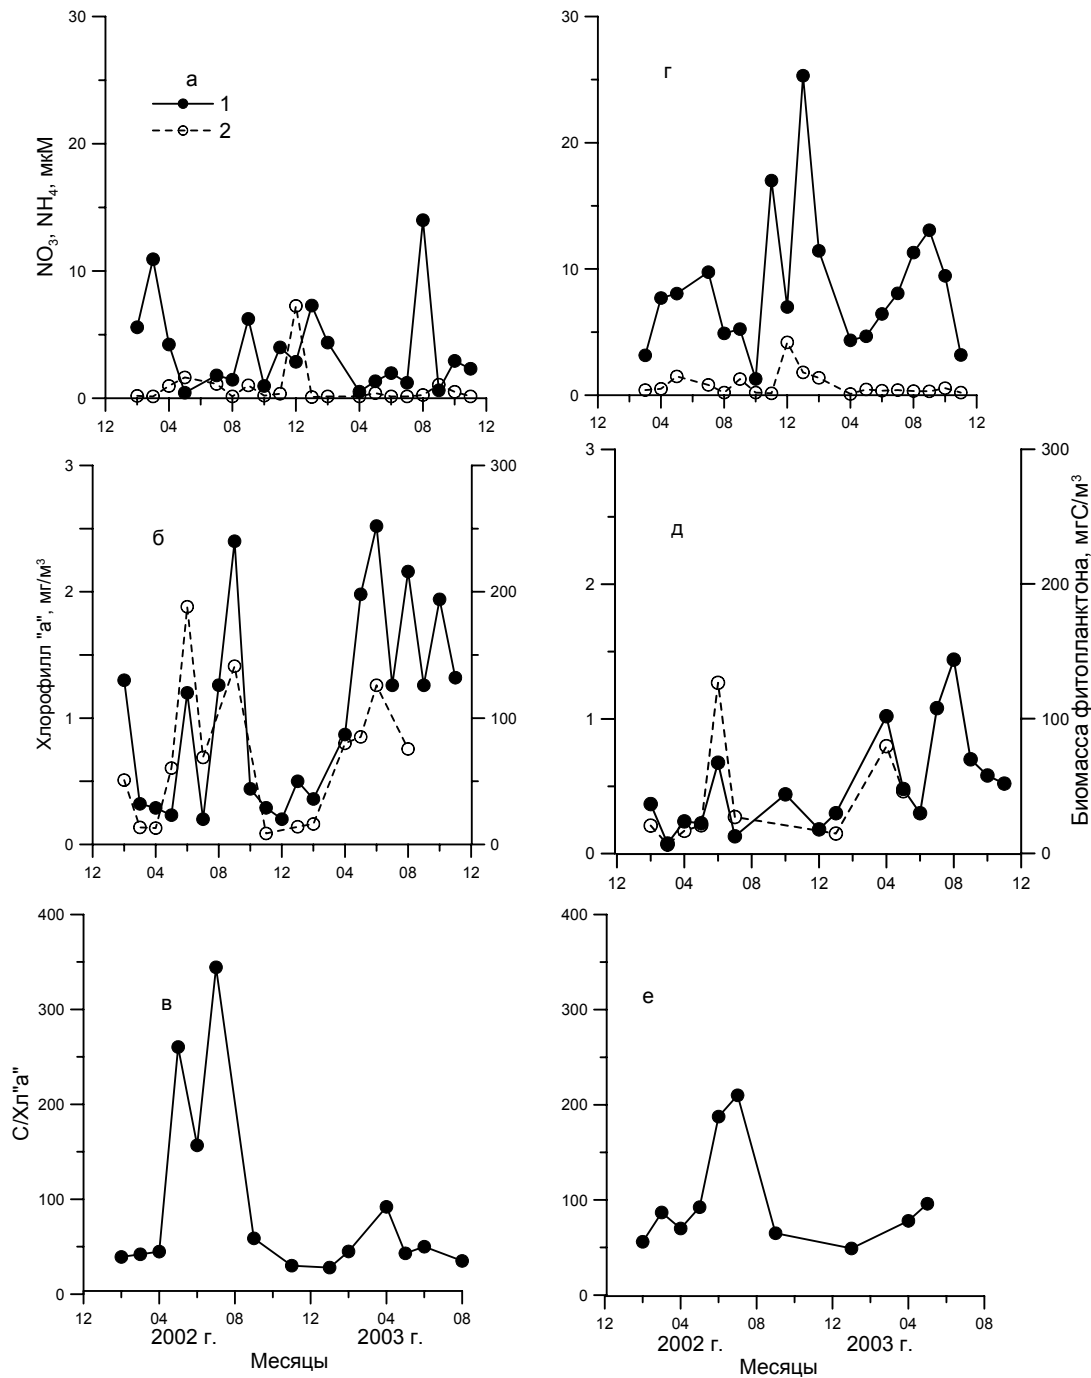 30
20
10
0
NO3, NH4, мкМ
а
1
2
12 04 08 12 04 08 12
30
20
10
0
г
12 04 08 12 04 08 12
3
2
1
0
Хлорофилл "а", мг/м³
б
300
200
100
0
12 04 08 12 04 08 12
3
2
1
0
д
300
200
100
0
Биомасса фитопланктона, мгС/м³
12 04 08 12 04 08 12
400
300
200
100
0
С/Хл"а"
в
12 04 08 12 04 08
2002 г. 2003 г.
Месяцы
400
300
200
100
0
е
12 04 08 12 04 08
2002 г. 2003 г.
Месяцы